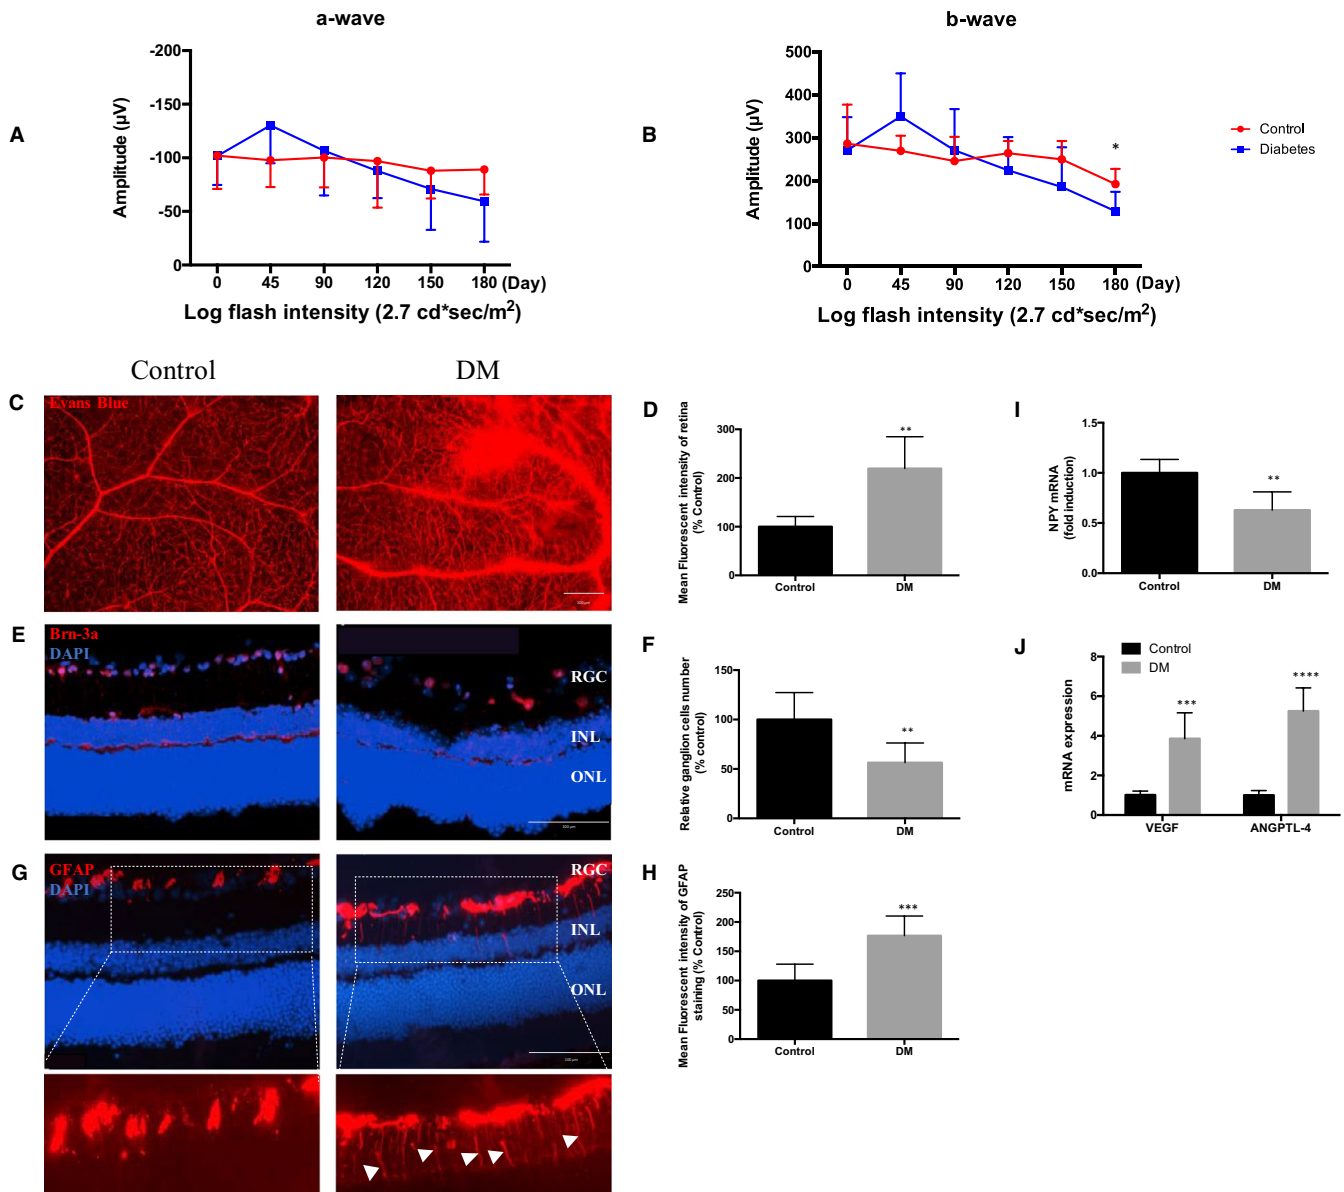 a-wave
b-wave
A
Amplitude (µV)
-200
-150
-100
-50
0
0 45 90 120 150 180 (Day)
Log flash intensity (2.7 cd*sec/m²)
B
Amplitude (µV)
500
400
300
200
100
0
*
0 45 90 120 150 180 (Day)
Log flash intensity (2.7 cd*sec/m²)
Control
Diabetes
Control
DM
C
Evans Blue
D
Mean Fluorescent intensity of retina
(% Control)
300
200
100
0
**
Control DM
I
NPY mRNA
(fold induction)
1.5
1.0
0.5
0.0
**
Control DM
E
Brn-3a
DAPI
RGC
INL
ONL
F
Relative ganglion cells number
(% control)
150
100
50
0
**
Control DM
J
Control
DM
mRNA expression
8
6
4
2
0
***
****
VEGF ANGPTL-4
G
GFAP
DAPI
RGC
INL
ONL
H
Mean Fluorescent intensity of GFAP
staining (% Control)
250
200
150
100
50
0
***
Control DM